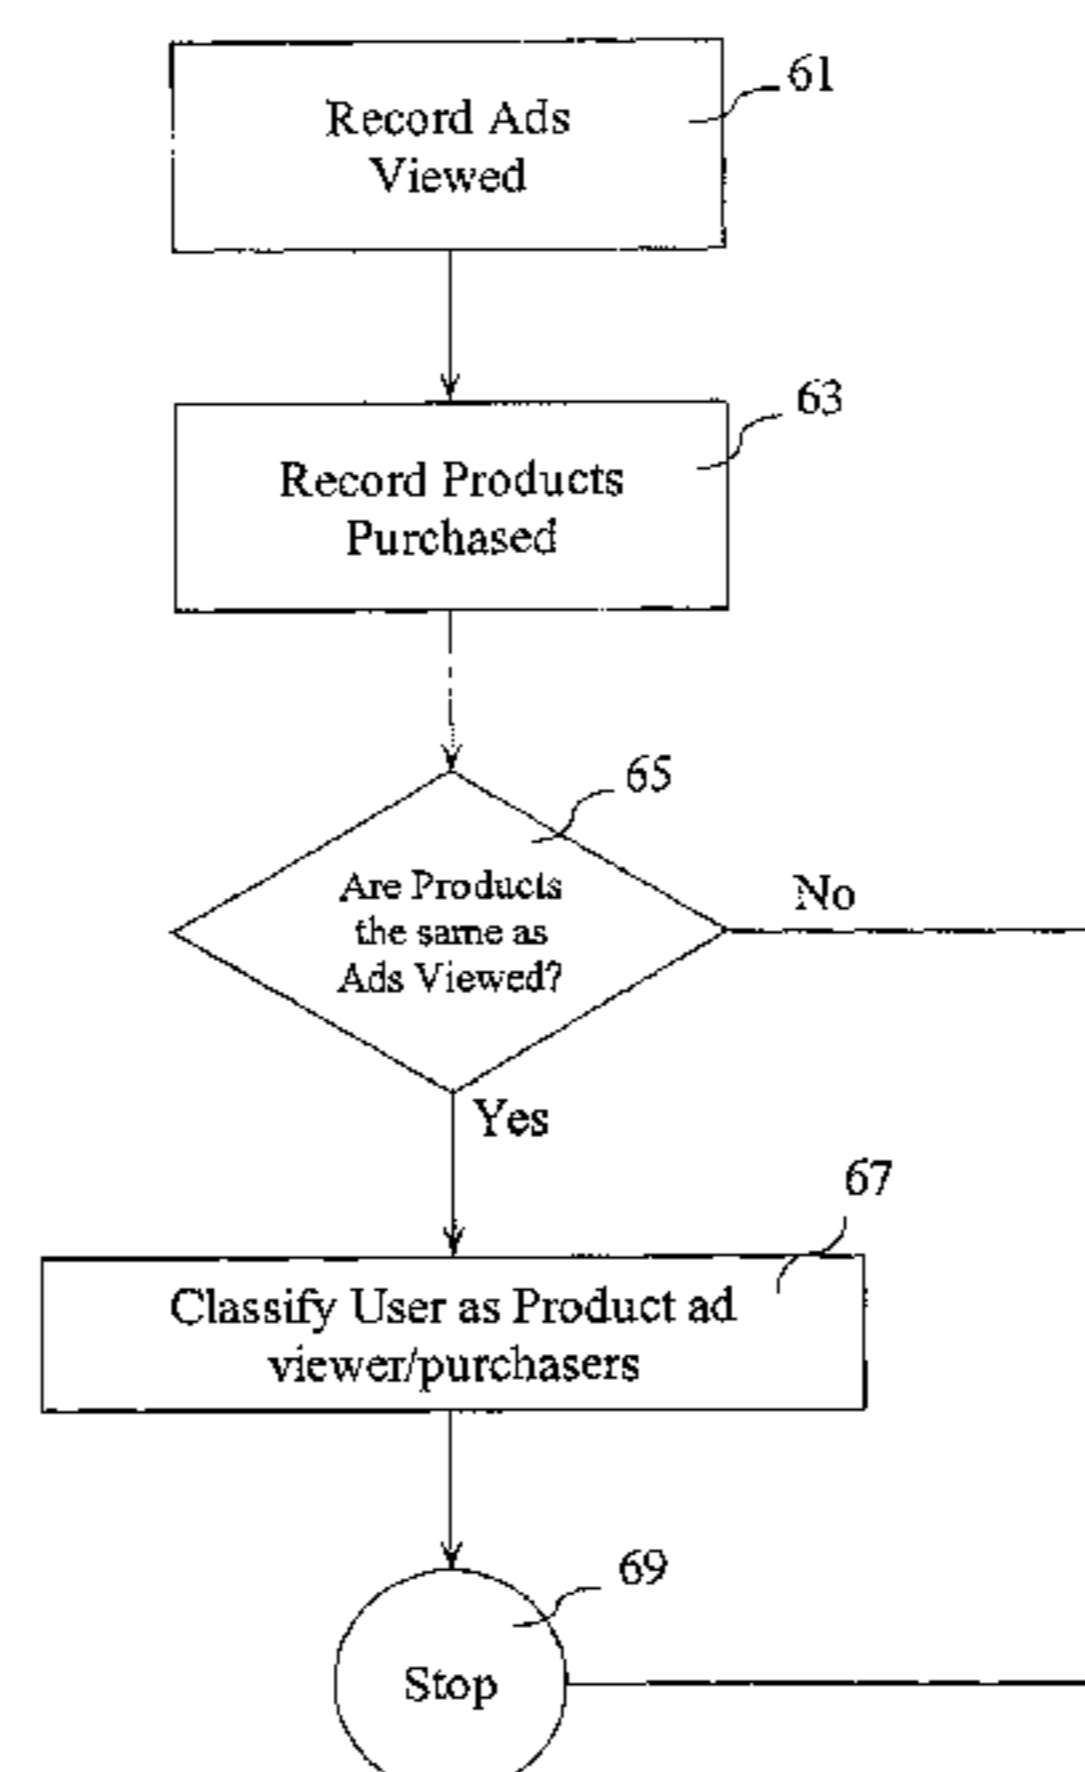 61
Record Ads
Viewed
63
Record Products
Purchased
65
Are Products
the same as
Ads Viewed?
No
Yes
67
Classify User as Product ad
viewer/purchasers
69
Stop